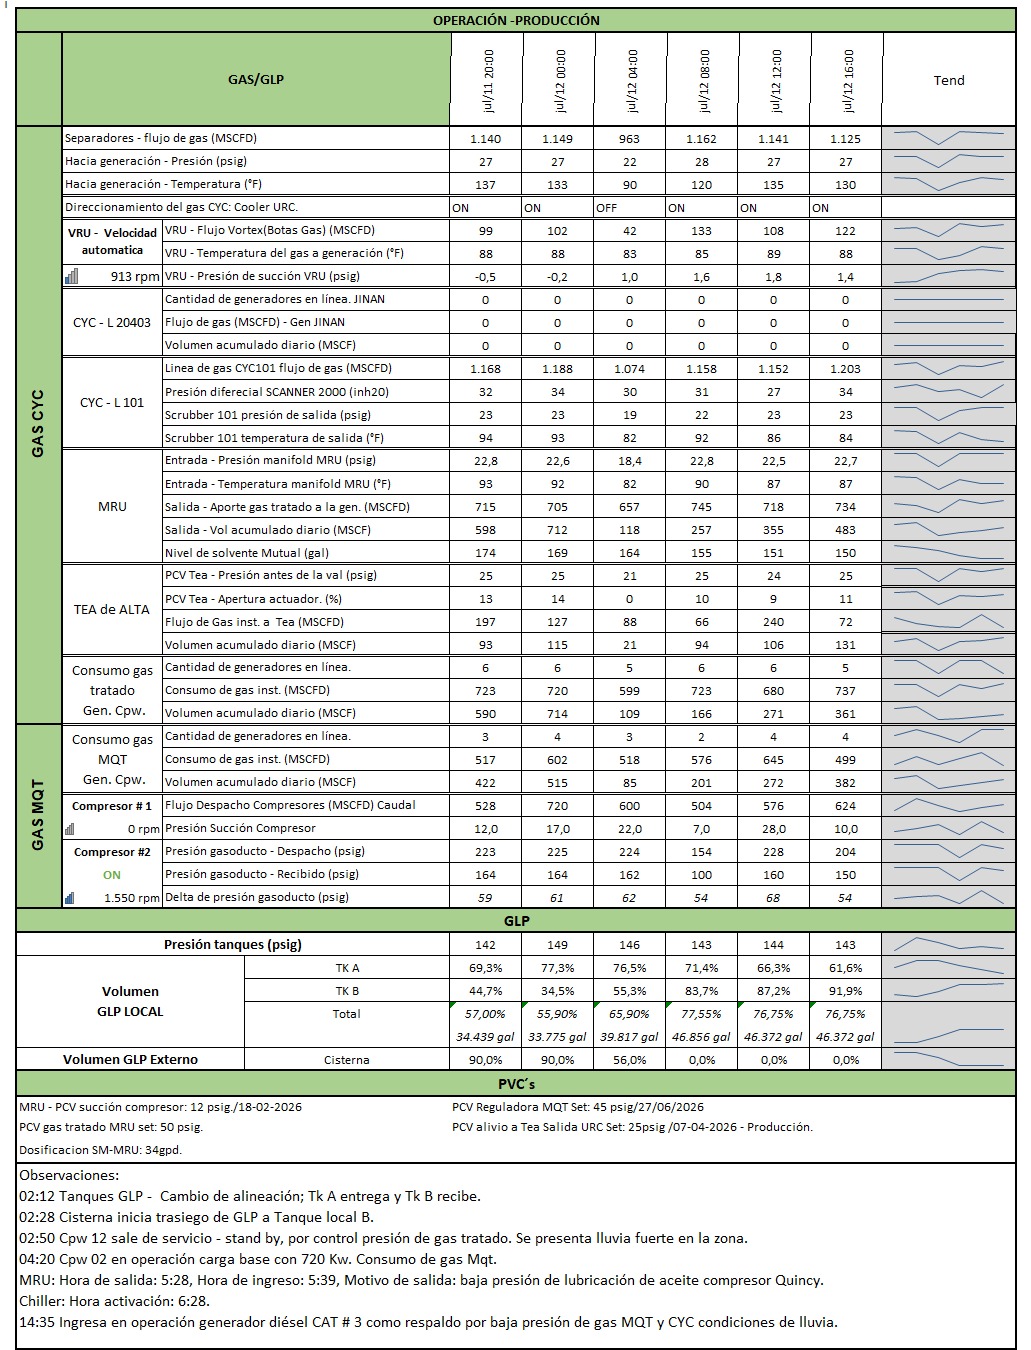 OPERACIÓN -PRODUCCIÓN
GAS/GLP jul/11 20:00 jul/12 00:00 jul/12 04:00 jul/12 08:00 jul/12 12:00 jul/12 16:00 Tend
GAS CYC
Separadores - flujo de gas (MSCFD) 1.140 1.149 963 1.162 1.141 1.125
Hacia generación - Presión (psig) 27 27 22 28 27 27
Hacia generación - Temperatura (°F) 137 133 90 120 135 130
Direccionamiento del gas CYC: Cooler URC. ON ON OFF ON ON ON
VRU - Velocidad automatica
VRU - Flujo Vortex(Botas Gas) (MSCFD) 99 102 42 133 108 122
VRU - Temperatura del gas a generación (°F) 88 88 83 85 89 88
913 rpm VRU - Presión de succión VRU (psig) -0,5 -0,2 1,0 1,6 1,8 1,4
CYC - L 20403
Cantidad de generadores en línea. JINAN 0 0 0 0 0 0
Flujo de gas (MSCFD) - Gen JINAN 0 0 0 0 0 0
Volumen acumulado diario (MSCF) 0 0 0 0 0 0
CYC - L 101
Linea de gas CYC101 flujo de gas (MSCFD) 1.168 1.188 1.074 1.158 1.152 1.203
Presión diferecial SCANNER 2000 (inh20) 32 34 30 31 27 34
Scrubber 101 presión de salida (psig) 23 23 19 22 23 23
Scrubber 101 temperatura de salida (°F) 94 93 82 92 86 84
MRU
Entrada - Presión manifold MRU (psig) 22,8 22,6 18,4 22,8 22,5 22,7
Entrada - Temperatura manifold MRU (°F) 93 92 82 90 87 87
Salida - Aporte gas tratado a la gen. (MSCFD) 715 705 657 745 718 734
Salida - Vol acumulado diario (MSCF) 598 712 118 257 355 483
Nivel de solvente Mutual (gal) 174 169 164 155 151 150
TEA de ALTA
PCV Tea - Presión antes de la val (psig) 25 25 21 25 24 25
PCV Tea - Apertura actuador. (%) 13 14 0 10 9 11
Flujo de Gas inst. a Tea (MSCFD) 197 127 88 66 240 72
Volumen acumulado diario (MSCF) 93 115 21 94 106 131
Consumo gas tratado Gen. Cpw.
Cantidad de generadores en línea. 6 6 5 6 6 5
Consumo de gas inst. (MSCFD) 723 720 599 723 680 737
Volumen acumulado diario (MSCF) 590 714 109 166 271 361
GAS MQT
Consumo gas MQT Gen. Cpw.
Cantidad de generadores en línea. 3 4 3 2 4 4
Consumo de gas inst. (MSCFD) 517 602 518 576 645 499
Volumen acumulado diario (MSCF) 422 515 85 201 272 382
Compresor # 1 Flujo Despacho Compresores (MSCFD) Caudal 528 720 600 504 576 624
0 rpm Presión Succión Compresor 12,0 17,0 22,0 7,0 28,0 10,0
Compresor #2 Presión gasoducto - Despacho (psig) 223 225 224 154 228 204
ON Presión gasoducto - Recibido (psig) 164 164 162 100 160 150
1.550 rpm Delta de presión gasoducto (psig) 59 61 62 54 68 54
GLP
Presión tanques (psig) 142 149 146 143 144 143
Volumen GLP LOCAL
TK A 69,3% 77,3% 76,5% 71,4% 66,3% 61,6%
TK B 44,7% 34,5% 55,3% 83,7% 87,2% 91,9%
Total 57,00% 55,90% 65,90% 77,55% 76,75% 76,75%
34.439 gal 33.775 gal 39.817 gal 46.856 gal 46.372 gal 46.372 gal
Volumen GLP Externo Cisterna 90,0% 90,0% 56,0% 0,0% 0,0% 0,0%
PVC´s
MRU - PCV succión compresor: 12 psig./18-02-2026 PCV Reguladora MQT Set: 45 psig/27/06/2026
PCV gas tratado MRU set: 50 psig. PCV alivio a Tea Salida URC Set: 25psig /07-04-2026 - Producción.
Dosificacion SM-MRU: 34gpd.
Observaciones:
02:12 Tanques GLP - Cambio de alineación; Tk A entrega y Tk B recibe.
02:28 Cisterna inicia trasiego de GLP a Tanque local B.
02:50 Cpw 12 sale de servicio - stand by, por control presión de gas tratado. Se presenta lluvia fuerte en la zona.
04:20 Cpw 02 en operación carga base con 720 Kw. Consumo de gas Mqt.
MRU: Hora de salida: 5:28, Hora de ingreso: 5:39, Motivo de salida: baja presión de lubricación de aceite compresor Quincy.
Chiller: Hora activación: 6:28.
14:35 Ingresa en operación generador diésel CAT # 3 como respaldo por baja presión de gas MQT y CYC condiciones de lluvia.